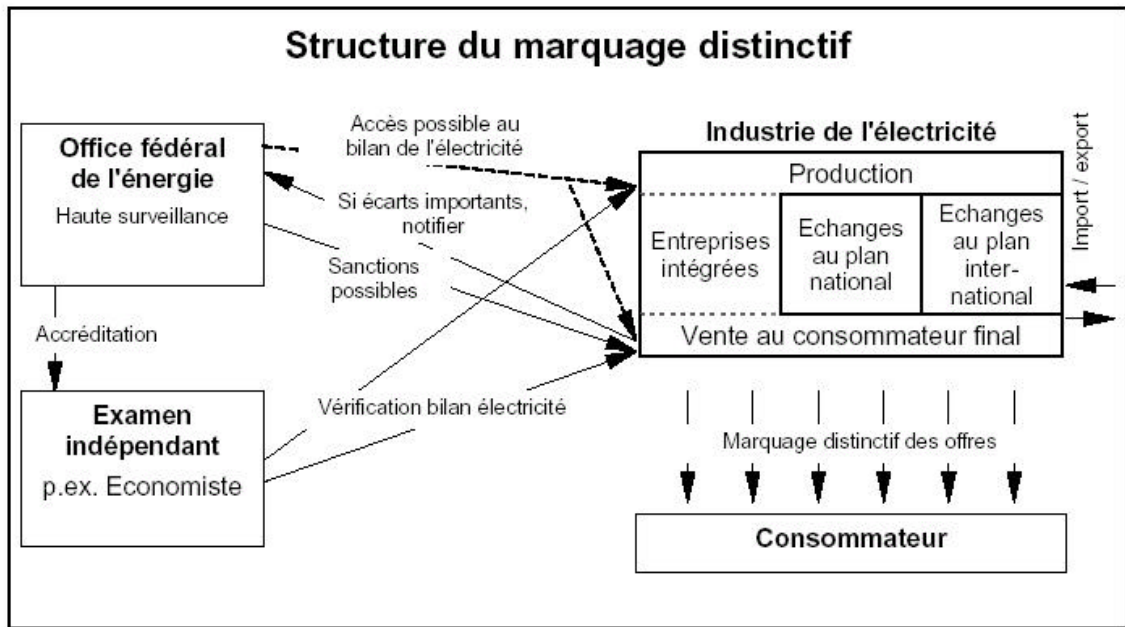 Structure du marquage distinctif
Office fédéral
de l'énergie
Haute surveillance
Accès possible au
bilan de l'électricité
Si écarts importants,
notifier
Sanctions
possibles
Industrie de l'électricité
Production
Entreprises
intégrées
Echanges
au plan
national
Echanges
au plan
inter-
national
Vente au consommateur final
Import / export
Accréditation
Examen
indépendant
p.ex. Economiste
Vérification bilan électricité
Marquage distinctif des offres
Consommateur